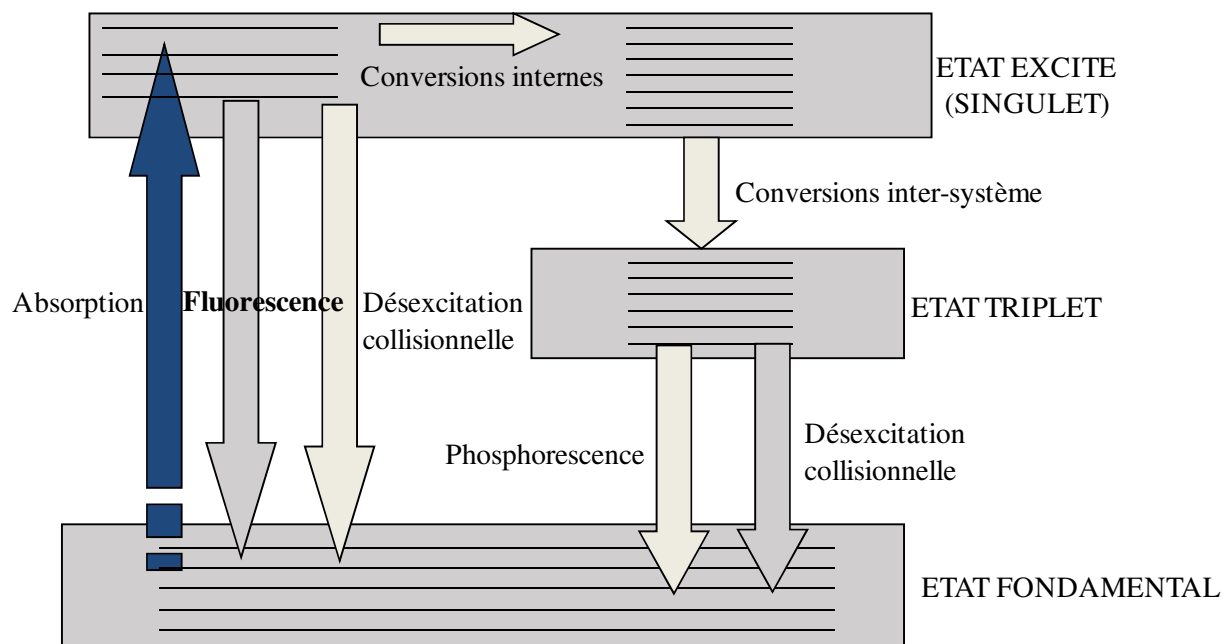 ETAT EXCITE
(SINGULET)
Conversions internes
Conversions inter-système
Absorption
Fluorescence
Désexcitation
collisionnelle
ETAT TRIPLET
Phosphorescence
Désexcitation
collisionnelle
ETAT FONDAMENTAL